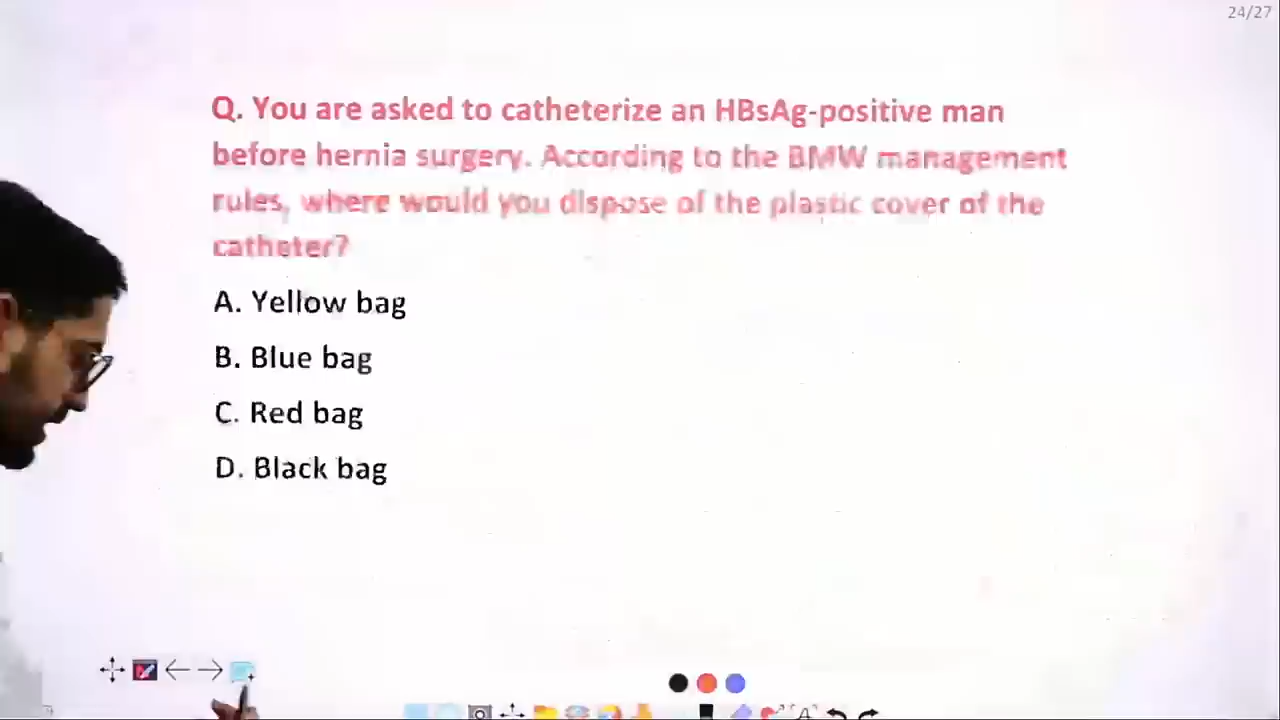 24/27
Q. You are asked to catheterize an HBsAg-positive man
before hernia surgery. According to the BMW management
rules, where would you dispose of the plastic cover of the
catheter?
A. Yellow bag
B. Blue bag
C. Red bag
D. Black bag